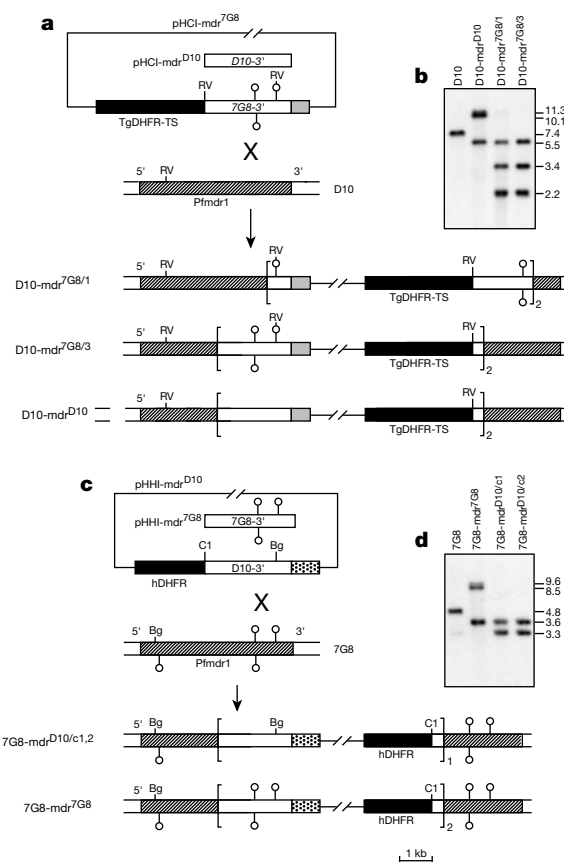 a
pHCI-mdr7G8
pHCI-mdrD10
D10-3'
RV RV
7G8-3'
TgDHFR-TS
X
5' RV 3'
Pfmdr1
D10
RV
5' RV RV
D10-mdr7G8/1
TgDHFR-TS
2
RV
5' RV RV
D10-mdr7G8/3
TgDHFR-TS
2
5' RV RV
D10-mdrD10
TgDHFR-TS
2
b
D10
D10-mdrD10
D10-mdr7G8/1
D10-mdr7G8/3
11.3
10.1
7.4
5.5
3.4
2.2
c
pHHI-mdrD10
pHHI-mdr7G8
7G8-3'
C1 Bg
D10-3'
hDHFR
X
5' Bg 3'
Pfmdr1
7G8
5' Bg Bg C1
7G8-mdrD10/c1,2
hDHFR
1
5' Bg C1
7G8-mdr7G8
hDHFR
2
1 kb
d
7G8
7G8-mdr7G8
7G8-mdrD10/c1
7G8-mdrD10/c2
9.6
8.5
4.8
3.6
3.3